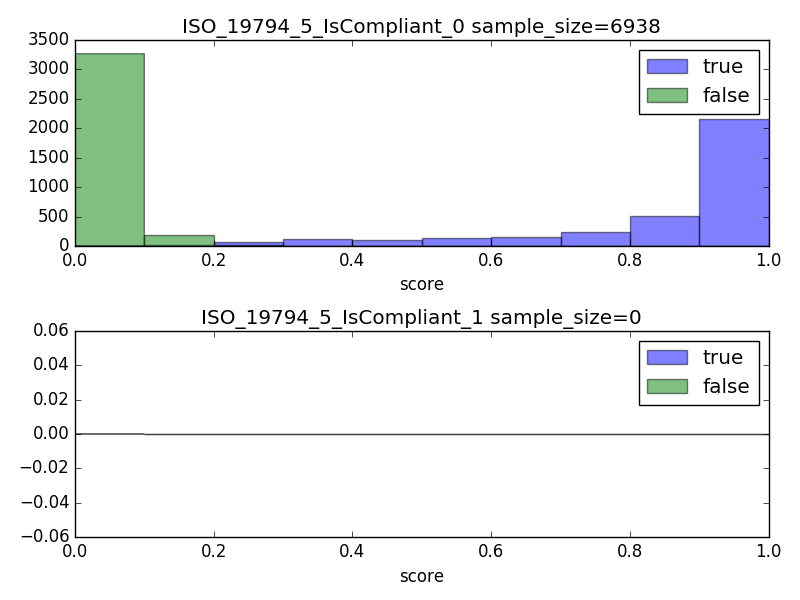 ISO_19794_5_IsCompliant_0 sample_size=6938
3500
3000
2500
2000
1500
1000
500
0
true
false
0.0 0.2 0.4 0.6 0.8 1.0
score
ISO_19794_5_IsCompliant_1 sample_size=0
0.06
0.04
0.02
0.00
−0.02
−0.04
−0.06
true
false
0.0 0.2 0.4 0.6 0.8 1.0
score